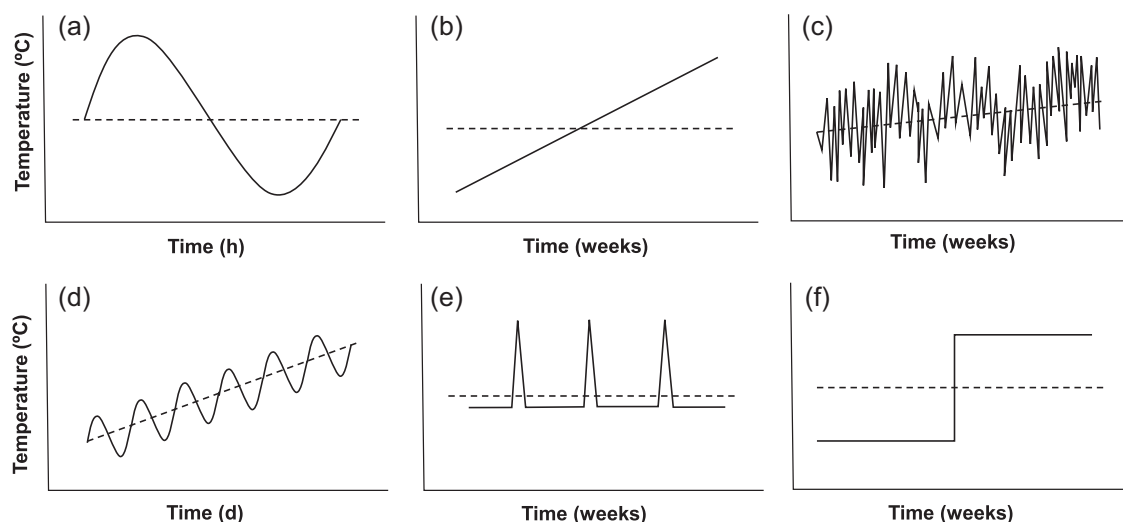 (a)
(b)
(c)
Temperature (ºC)
Time (h)
Time (weeks)
Time (weeks)
(d)
(e)
(f)
Temperature (ºC)
Time (d)
Time (weeks)
Time (weeks)